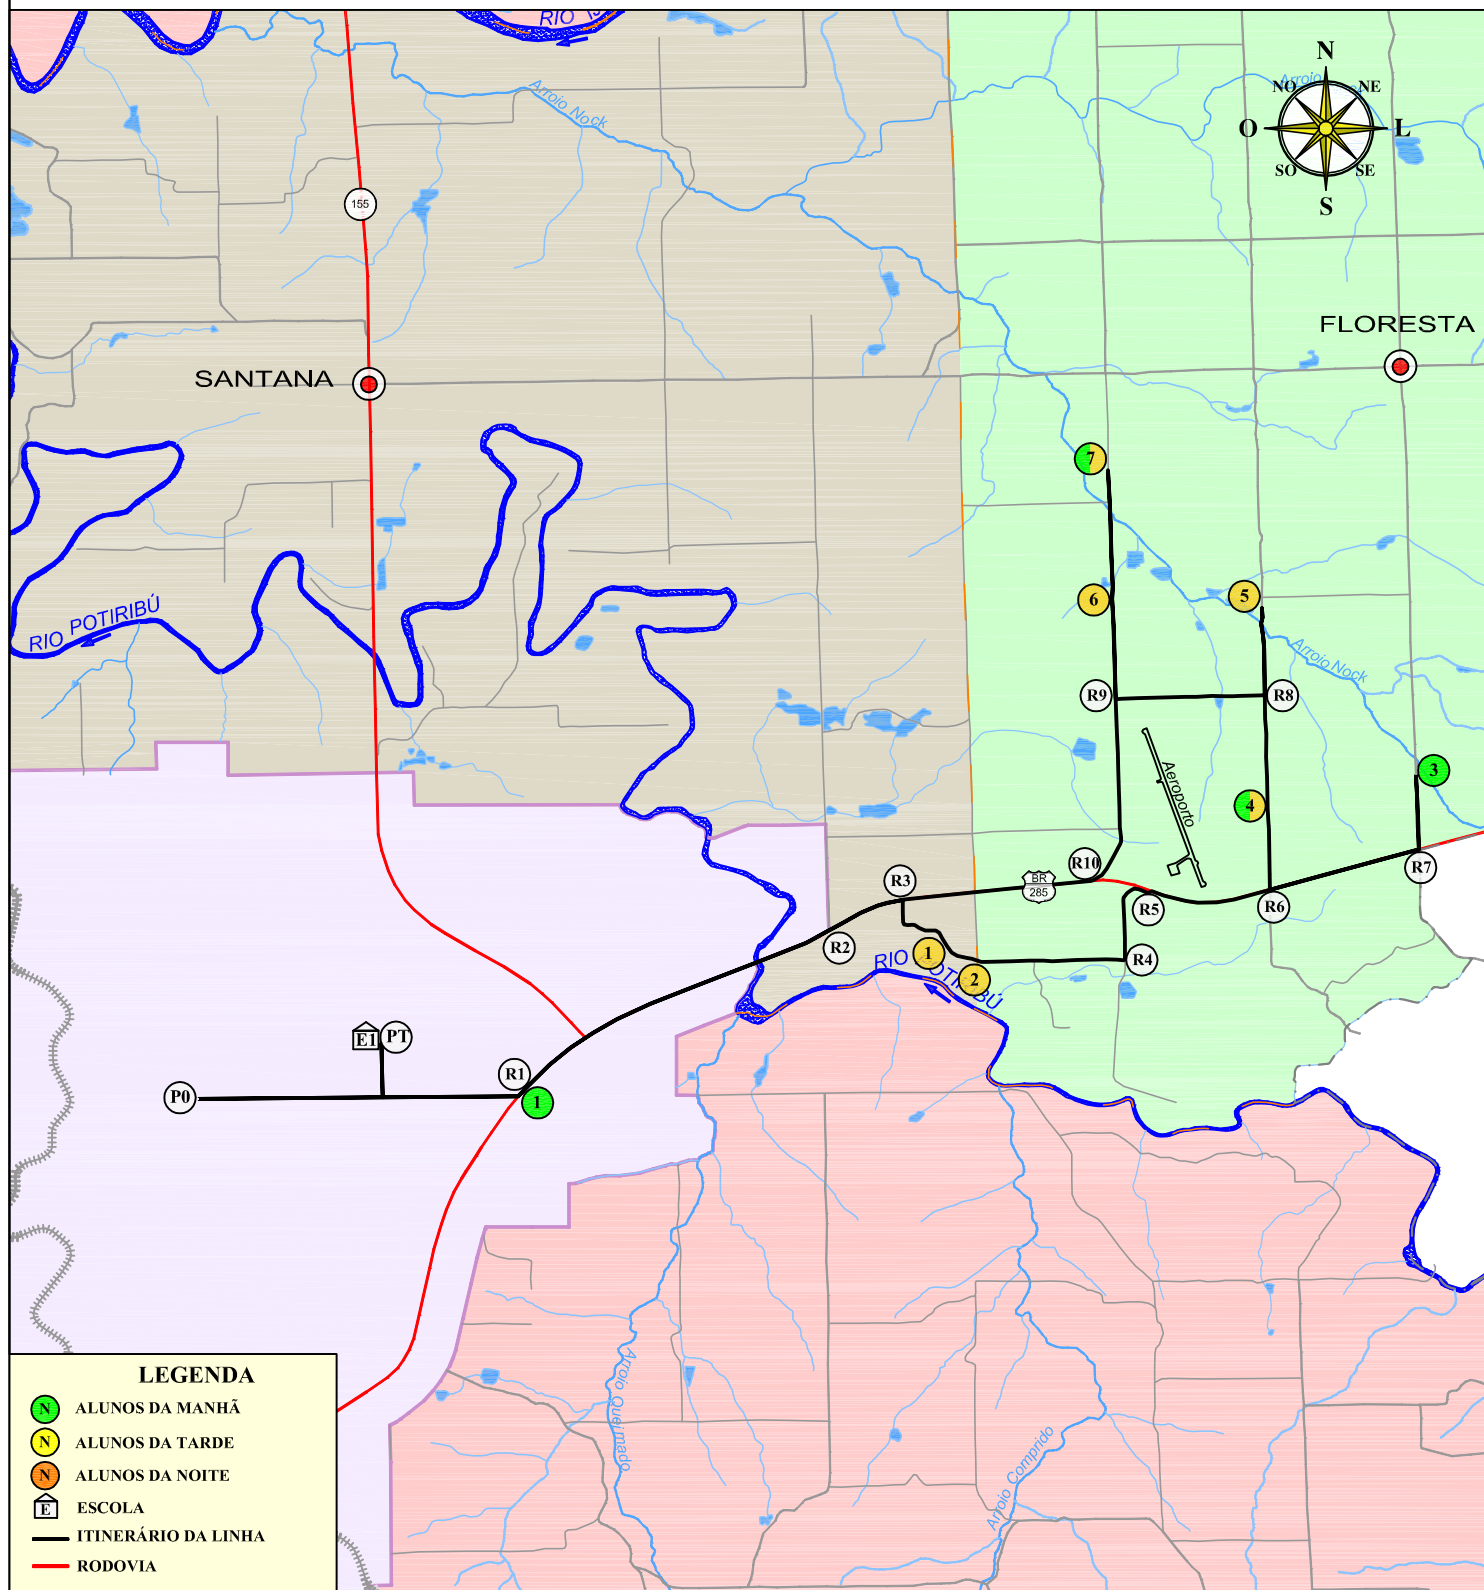 RIO
Arroio Nock
Arroio
N
NO
NE
O
L
SO
SE
S
155
FLORESTA
SANTANA
7
6
5
RIO POTIRIBÚ
Arroio Nock
R9
R8
Aeroporto
3
4
R10
R7
R3
BR
285
R5
R6
R2
1
R4
RIO POTIRIBÚ
2
E1
PT
R1
P0
1
Arroio Queimado
Arroio Comprido
LEGENDA
N ALUNOS DA MANHÃ
N ALUNOS DA TARDE
N ALUNOS DA NOITE
E ESCOLA
ITINERÁRIO DA LINHA
RODOVIA